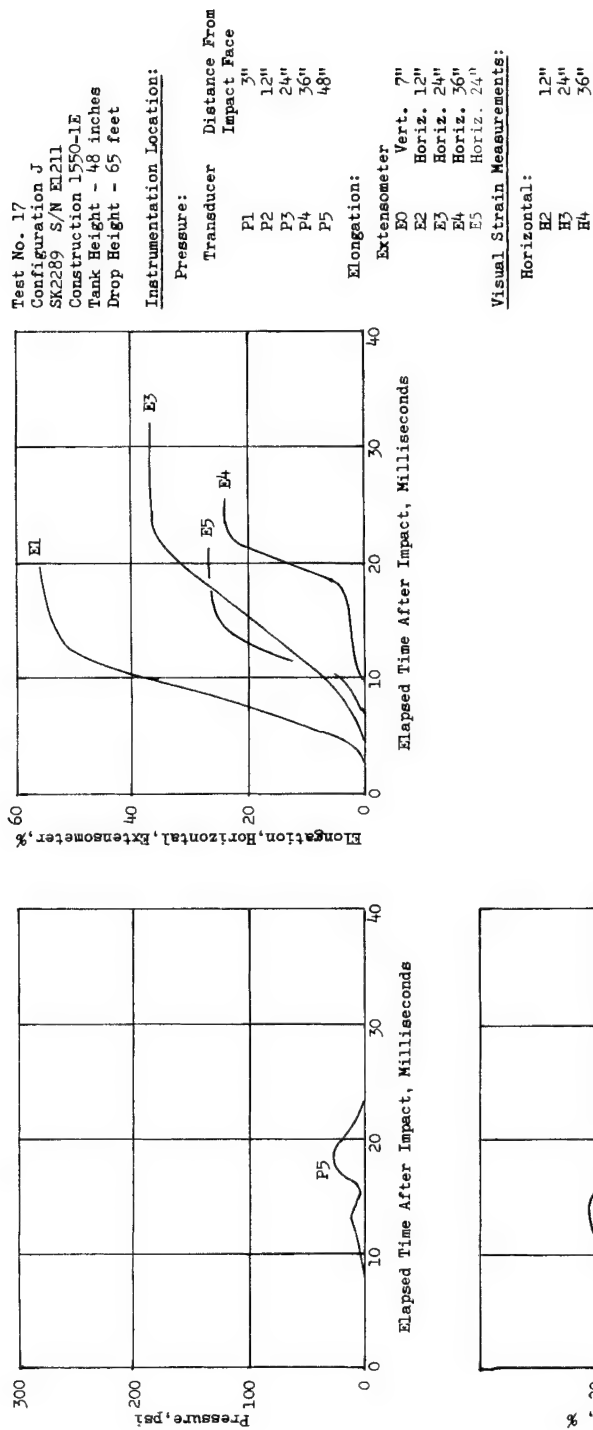 Test No. 17
Configuration J
SK2289 S/N E1211
Construction 1550-1E
Tank Height - 48 inches
Drop Height - 65 feet
Instrumentation Location:
Pressure:
Transducer Distance From
Impact Face
P1 3"
P2 12"
P3 24"
P4 36"
P5 48"
Elongation:
Extensometer
E0 Vert. 7"
E2 Horiz. 12"
E3 Horiz. 24"
E4 Horiz. 36"
E5 Horiz. 24"
Visual Strain Measurements:
Horizontal:
H2 12"
H3 24"
H4 36"
Elongation,Horizontal,Extensometer,%
60
40
20
0
E1
E3
E5
E4
0 10 20 30 40
Elapsed Time After Impact, Milliseconds
Pressure,psi
300
200
100
0
P5
0 10 20 30 40
Elapsed Time After Impact, Milliseconds
, %